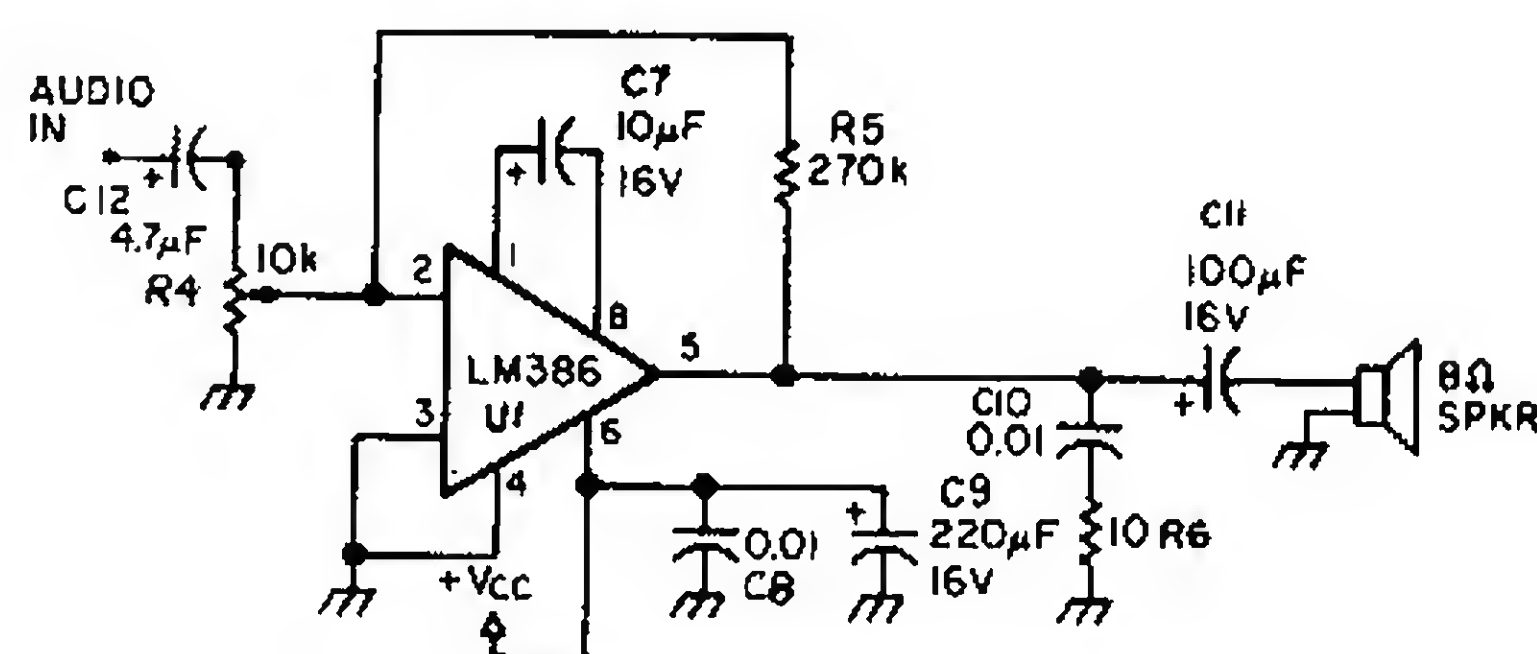 AUDIO
IN
+
C12
4.7µF
R4
10k
C7
10µF
16V
+
R5
270k
2
1
8
LM386
U1
3
4
5
6
C11
100µF
16V
+
8Ω
SPKR
C10
0.01
10 R6
+
C9
220µF
16V
0.01
C8
+VCC